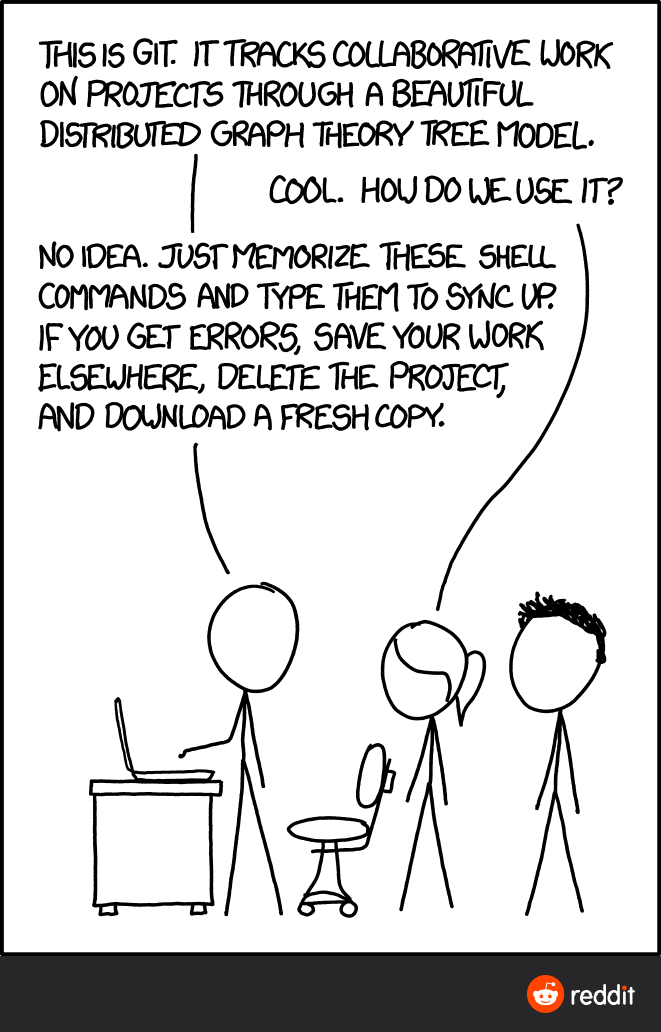 THIS IS GIT. IT TRACKS COLLABORATIVE WORK
ON PROJECTS THROUGH A BEAUTIFUL
DISTRIBUTED GRAPH THEORY TREE MODEL.
COOL. HOW DO WE USE IT?
NO IDEA. JUST MEMORIZE THESE SHELL
COMMANDS AND TYPE THEM TO SYNC UP.
IF YOU GET ERRORS, SAVE YOUR WORK
ELSEWHERE, DELETE THE PROJECT,
AND DOWNLOAD A FRESH COPY.
reddit